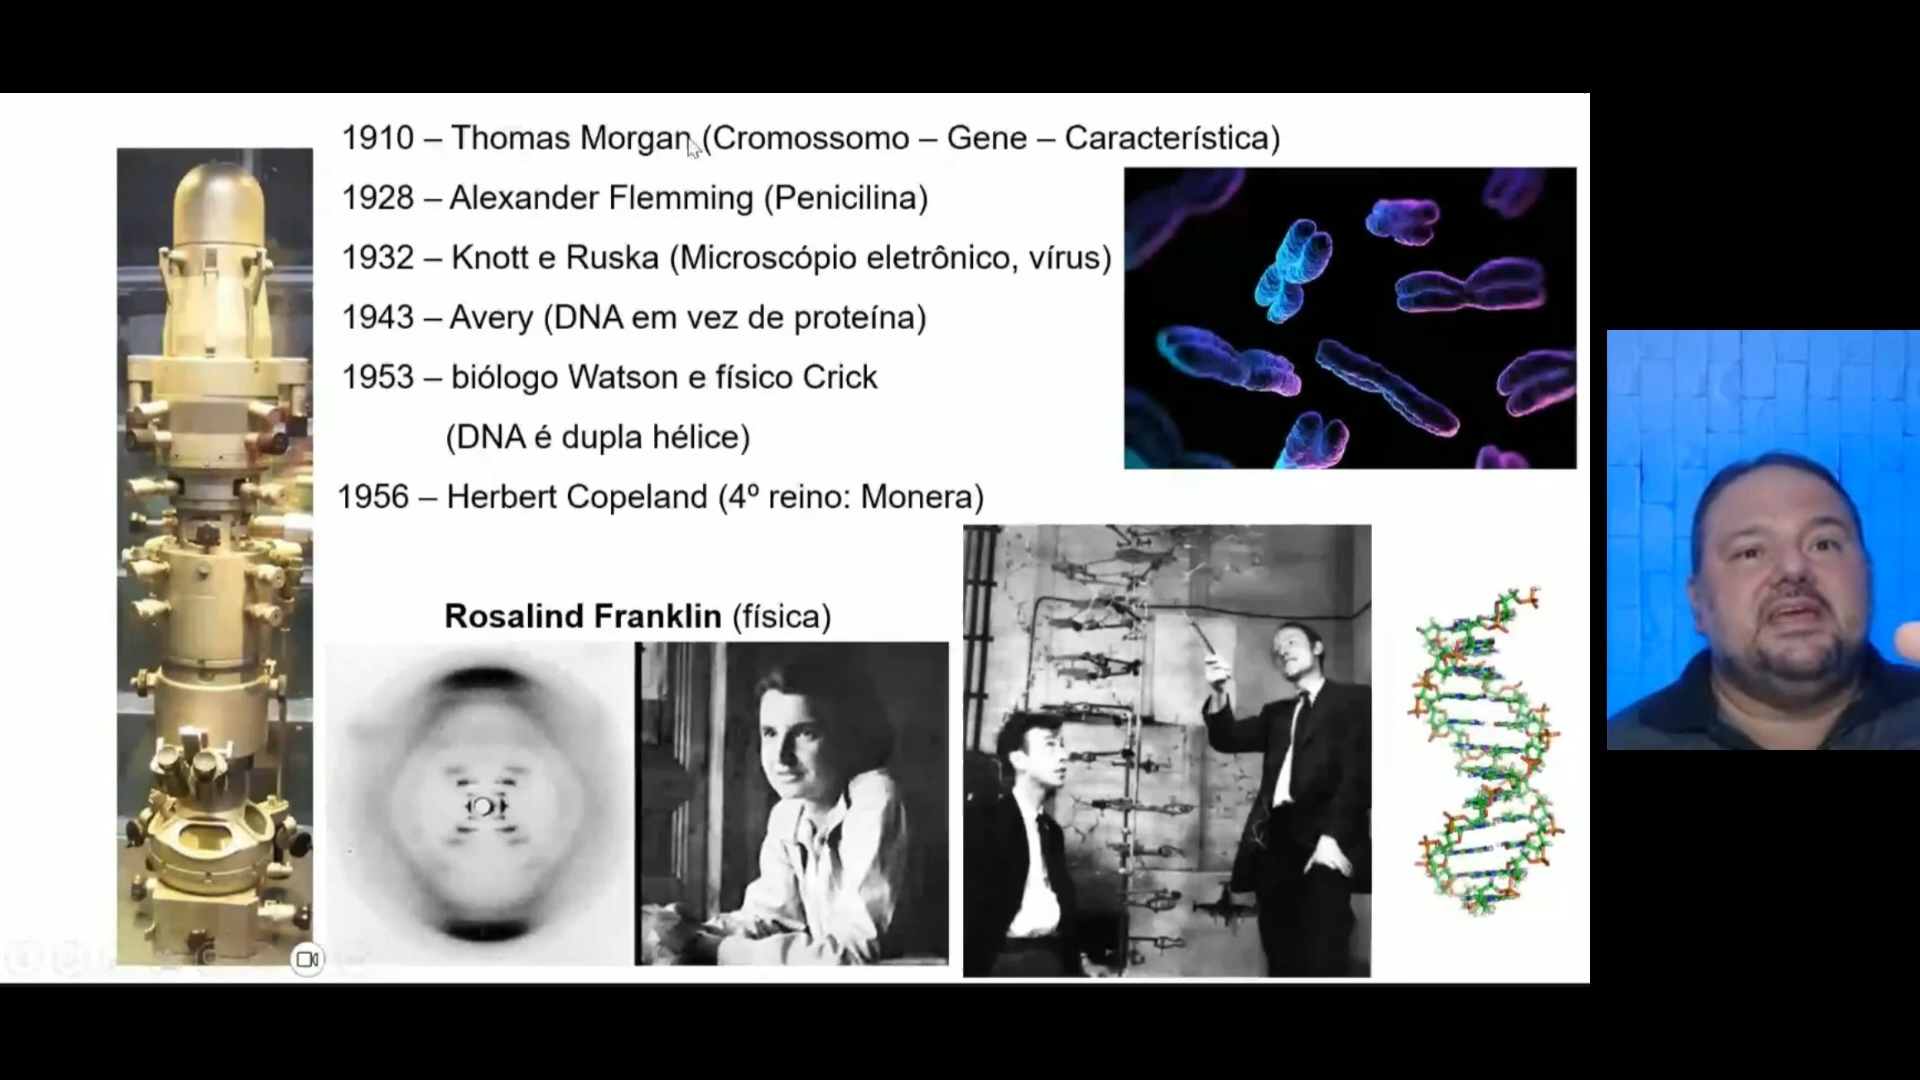 1910 – Thomas Morgan (Cromossomo – Gene – Característica)
1928 – Alexander Flemming (Penicilina)
1932 – Knott e Ruska (Microscópio eletrônico, vírus)
1943 – Avery (DNA em vez de proteína)
1953 – biólogo Watson e físico Crick
(DNA é dupla hélice)
1956 – Herbert Copeland (4º reino: Monera)
Rosalind Franklin (física)